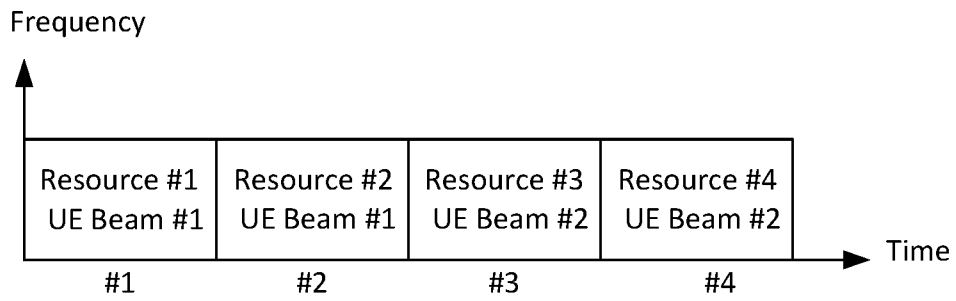 Frequency
Resource #1 Resource #2 Resource #3 Resource #4
UE Beam #1 UE Beam #1 UE Beam #2 UE Beam #2
Time
#1 #2 #3 #4